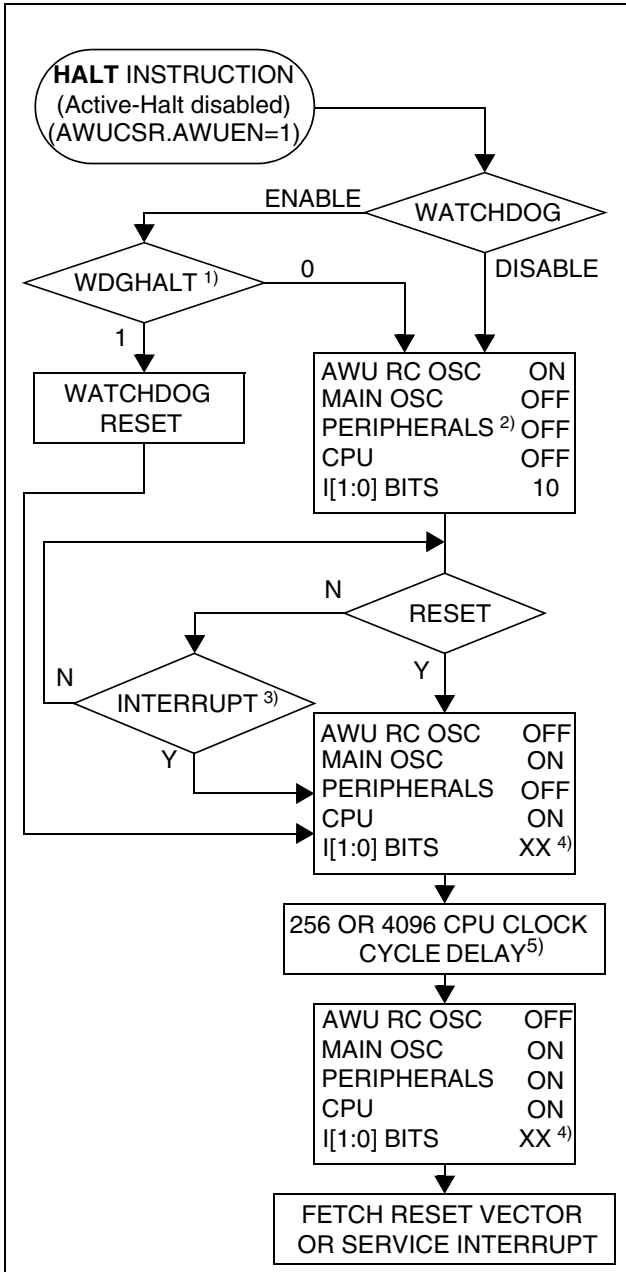 HALT INSTRUCTION
(Active-Halt disabled)
(AWUCSR.AWUEN=1)
ENABLE
WATCHDOG
WDGHALT 1)
0
DISABLE
1
WATCHDOG
RESET
AWU RC OSC ON
MAIN OSC OFF
PERIPHERALS 2) OFF
CPU OFF
I[1:0] BITS 10
N
RESET
N
Y
INTERRUPT 3)
Y
AWU RC OSC OFF
MAIN OSC ON
PERIPHERALS OFF
CPU ON
I[1:0] BITS XX 4)
256 OR 4096 CPU CLOCK
CYCLE DELAY5)
AWU RC OSC OFF
MAIN OSC ON
PERIPHERALS ON
CPU ON
I[1:0] BITS XX 4)
FETCH RESET VECTOR
OR SERVICE INTERRUPT